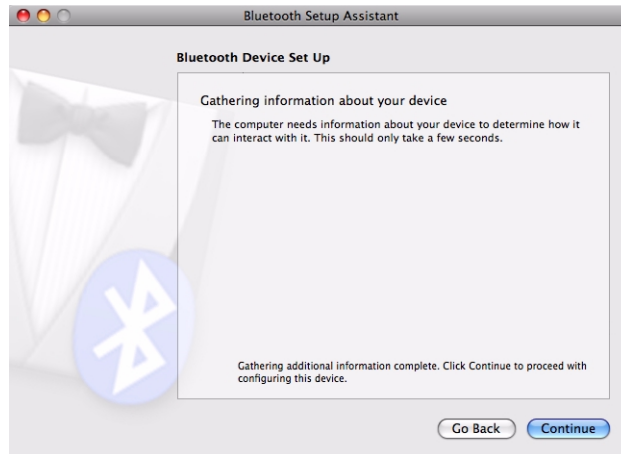 Bluetooth Setup Assistant
Bluetooth Device Set Up
Gathering information about your device
The computer needs information about your device to determine how it
can interact with it. This should only take a few seconds.
Gathering additional information complete. Click Continue to proceed with
configuring this device.
Go Back Continue